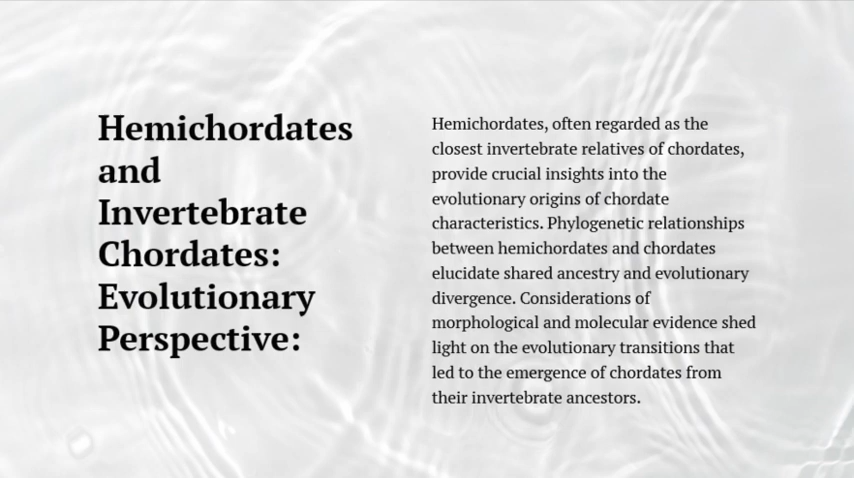 Hemichordates
and
Invertebrate
Chordates:
Evolutionary
Perspective:
Hemichordates, often regarded as the
closest invertebrate relatives of chordates,
provide crucial insights into the
evolutionary origins of chordate
characteristics. Phylogenetic relationships
between hemichordates and chordates
elucidate shared ancestry and evolutionary
divergence. Considerations of
morphological and molecular evidence shed
light on the evolutionary transitions that
led to the emergence of chordates from
their invertebrate ancestors.